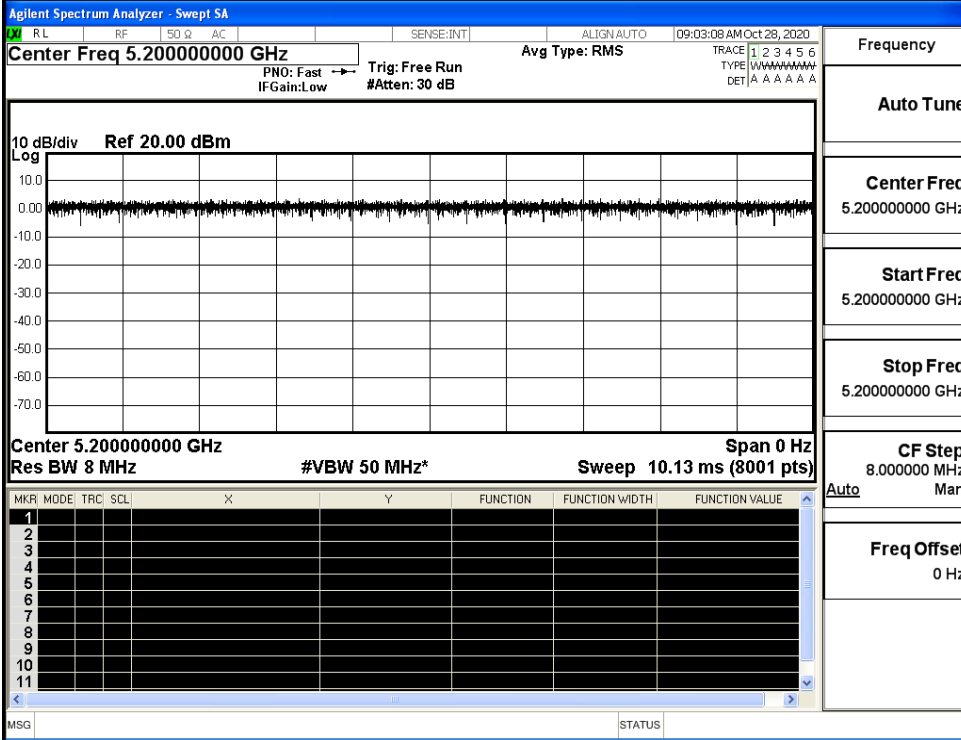 Agilent Spectrum Analyzer - Swept SA
LXI RL RF 50 Ω AC SENSE:INT ALIGN AUTO 09:03:08 AM Oct 28, 2020
Center Freq 5.200000000 GHz
PNO: Fast
IFGain:Low
Trig: Free Run
#Atten: 30 dB
Avg Type: RMS
TRACE 1 2 3 4 5 6
TYPE
DET A A A A A A
10 dB/div Ref 20.00 dBm
Log
10.0
0.00
-10.0
-20.0
-30.0
-40.0
-50.0
-60.0
-70.0
Center 5.200000000 GHz Span 0 Hz
Res BW 8 MHz #VBW 50 MHz* Sweep 10.13 ms (8001 pts)
MKR MODE TRC SCL X Y FUNCTION FUNCTION WIDTH FUNCTION VALUE
1
2
3
4
5
6
7
8
9
10
11
MSG STATUS
Frequency
Auto Tune
Center Freq
5.200000000 GHz
Start Freq
5.200000000 GHz
Stop Freq
5.200000000 GHz
CF Step
8.000000 MHz
Auto Man
Freq Offset
0 Hz